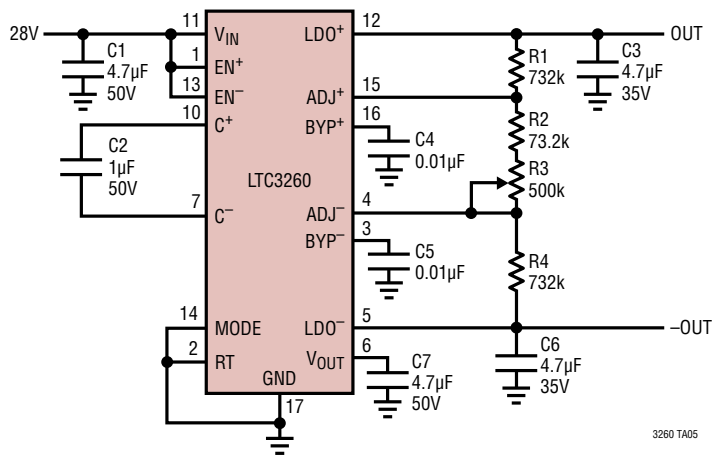 28V
11
V_IN
LDO⁺
12
OUT
C1
4.7µF
50V
1
EN⁺
13
EN⁻
10
C⁺
ADJ⁺
15
R1
732k
C3
4.7µF
35V
BYP⁺
16
R2
73.2k
C4
0.01µF
R3
500k
C2
1µF
50V
LTC3260
7
C⁻
ADJ⁻
4
BYP⁻
3
C5
0.01µF
R4
732k
14
MODE
LDO⁻
5
–OUT
2
RT
V_OUT
6
C7
4.7µF
50V
C6
4.7µF
35V
GND
17
3260 TA05